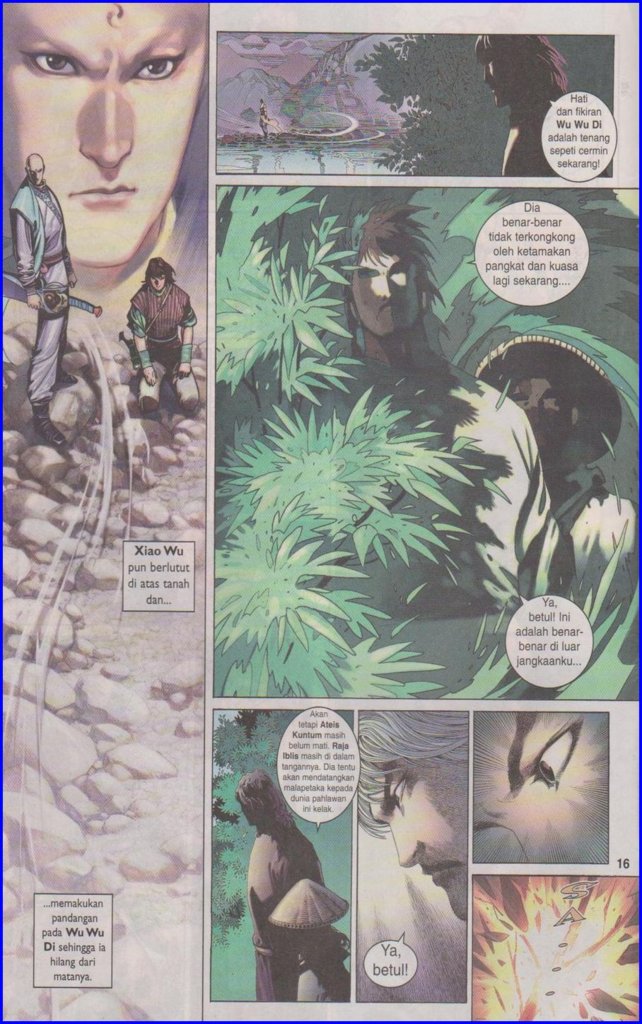 Xiao Wu
pun berlutut
di atas tanah
dan...
...memakukan
pandangan
pada Wu Wu
Di sehingga ia
hilang dari
matanya.
Hati
dan fikiran
Wu Wu Di
adalah tenang
sepeti cermin
sekarang!
Dia
benar-benar
tidak terkongkong
oleh ketamakan
pangkat dan kuasa
lagi sekarang....
Ya,
betul! Ini
adalah benar-
benar di luar
jangkaanku...
Akan
tetapi Ateis
Kuntum masih
belum mati. Raja
Iblis masih di dalam
tangannya. Dia tentu
akan mendatangkan
malapetaka kepada
dunia pahlawan
ini kelak.
Ya,
betul!
16
S
A